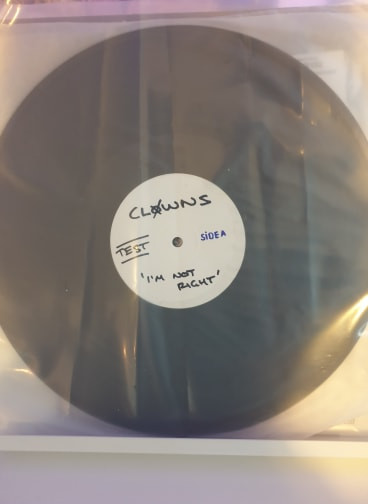 CLØWNS
TEST
SIDE A
'I'M NOT
RIGHT'